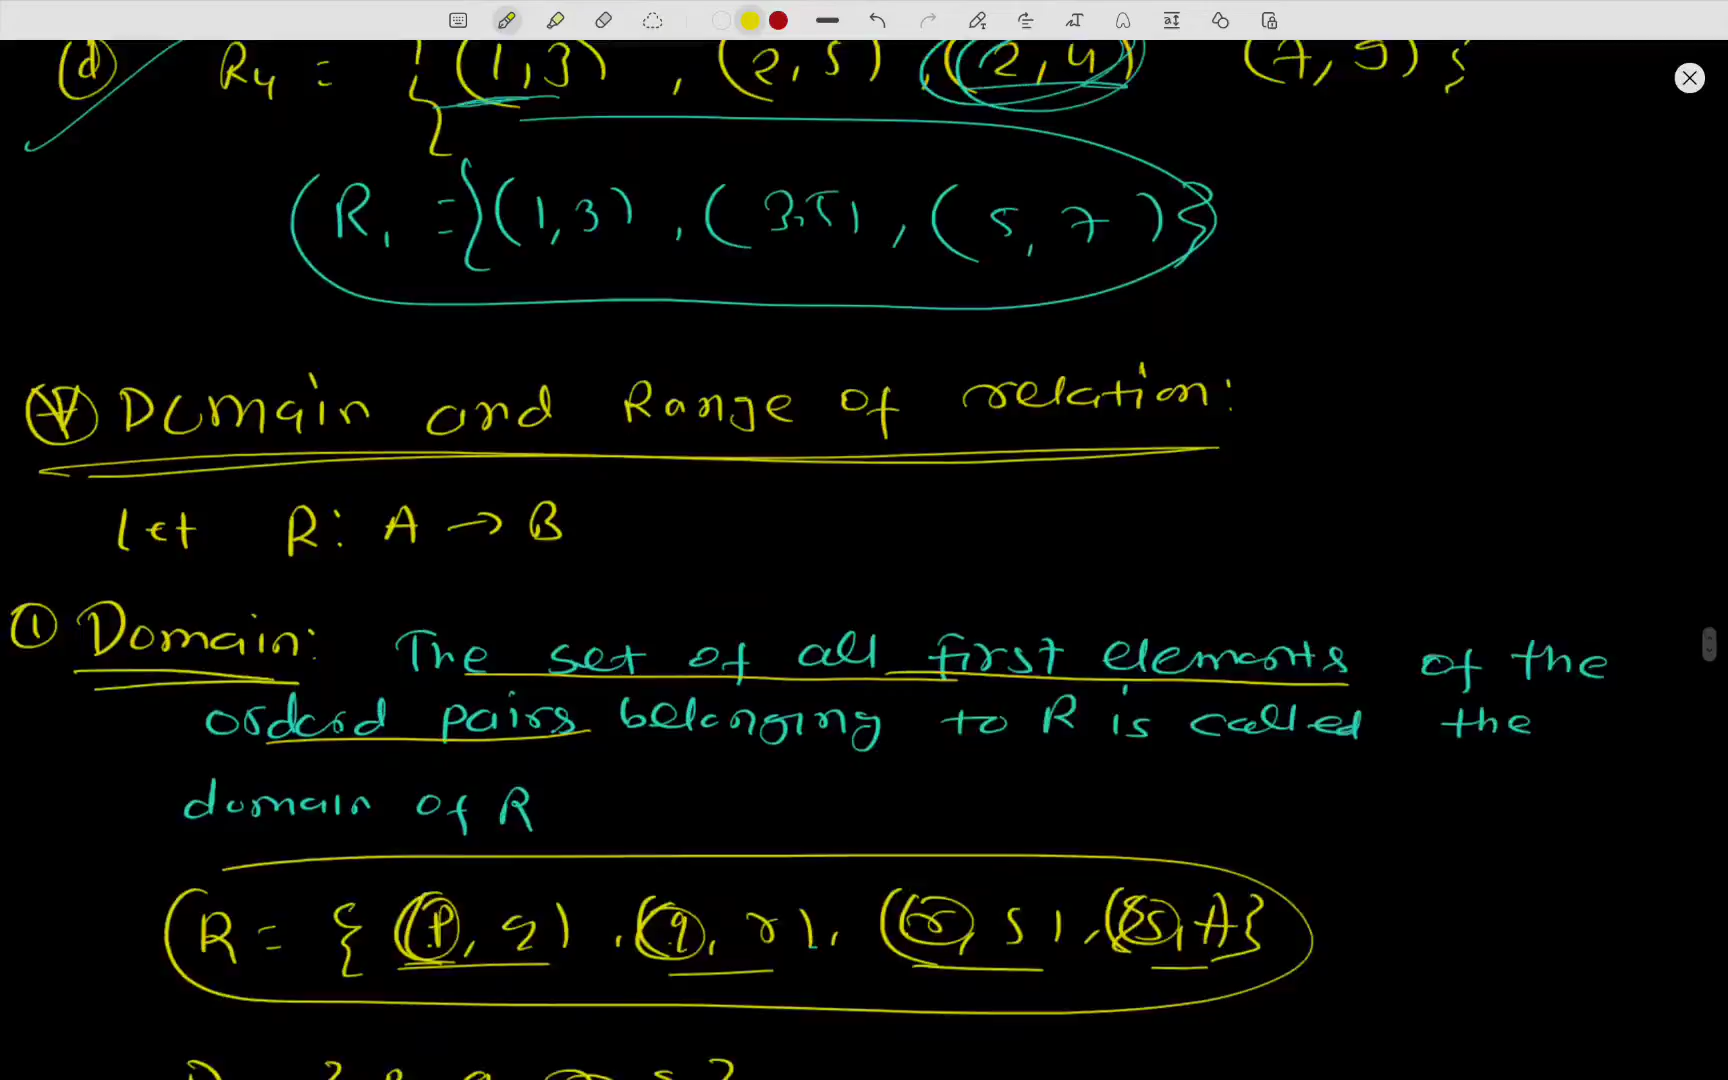 (d) R4 = { (1,3) , (2,5) , (2,4) (7,9) }
R1 = {(1,3) , (3,5) , (5,7)}
Domain and Range of relation:
Let R: A → B
① Domain: The set of all first elements of the
ordered pairs belonging to R is called the
domain of R
R = { (p, q) , (q, r) , (r, s) , (s, t)}